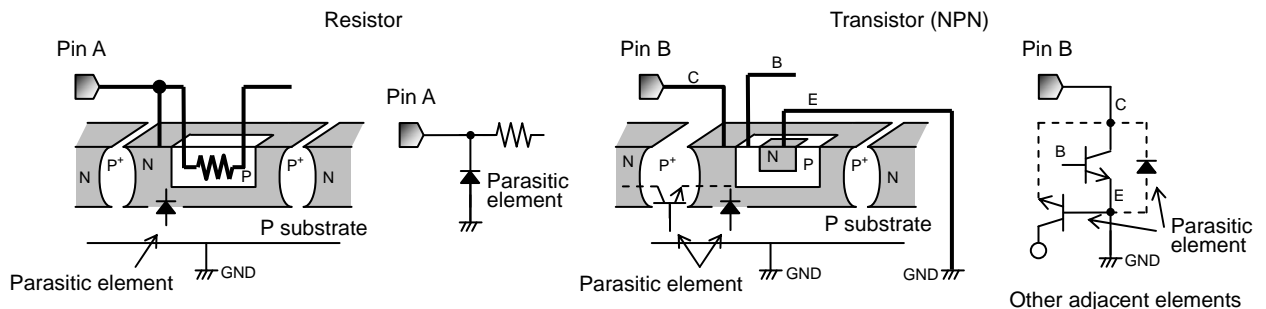 Resistor
Pin A
N
P+
N
P
P+
N
P substrate
Parasitic element
GND
Pin A
Parasitic
element
Transistor (NPN)
Pin B
C
B
E
N
P+
N
P
P+
N
P substrate
Parasitic element
GND
GND
Pin B
C
B
E
Parasitic
element
GND
Other adjacent elements